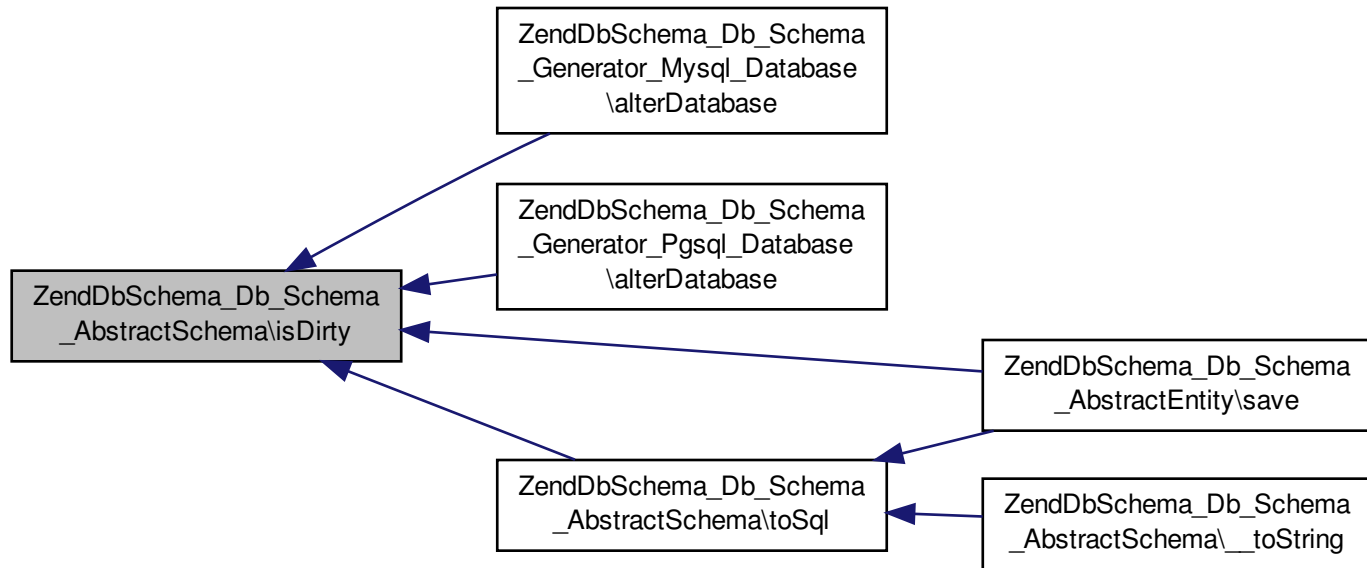 ZendDbSchema_Db_Schema
_Generator_Mysql_Database
\alterDatabase
ZendDbSchema_Db_Schema
_Generator_Pgsql_Database
\alterDatabase
ZendDbSchema_Db_Schema
_AbstractSchema\isDirty
ZendDbSchema_Db_Schema
_AbstractEntity\save
ZendDbSchema_Db_Schema
_AbstractSchema\toSql
ZendDbSchema_Db_Schema
_AbstractSchema\__toString